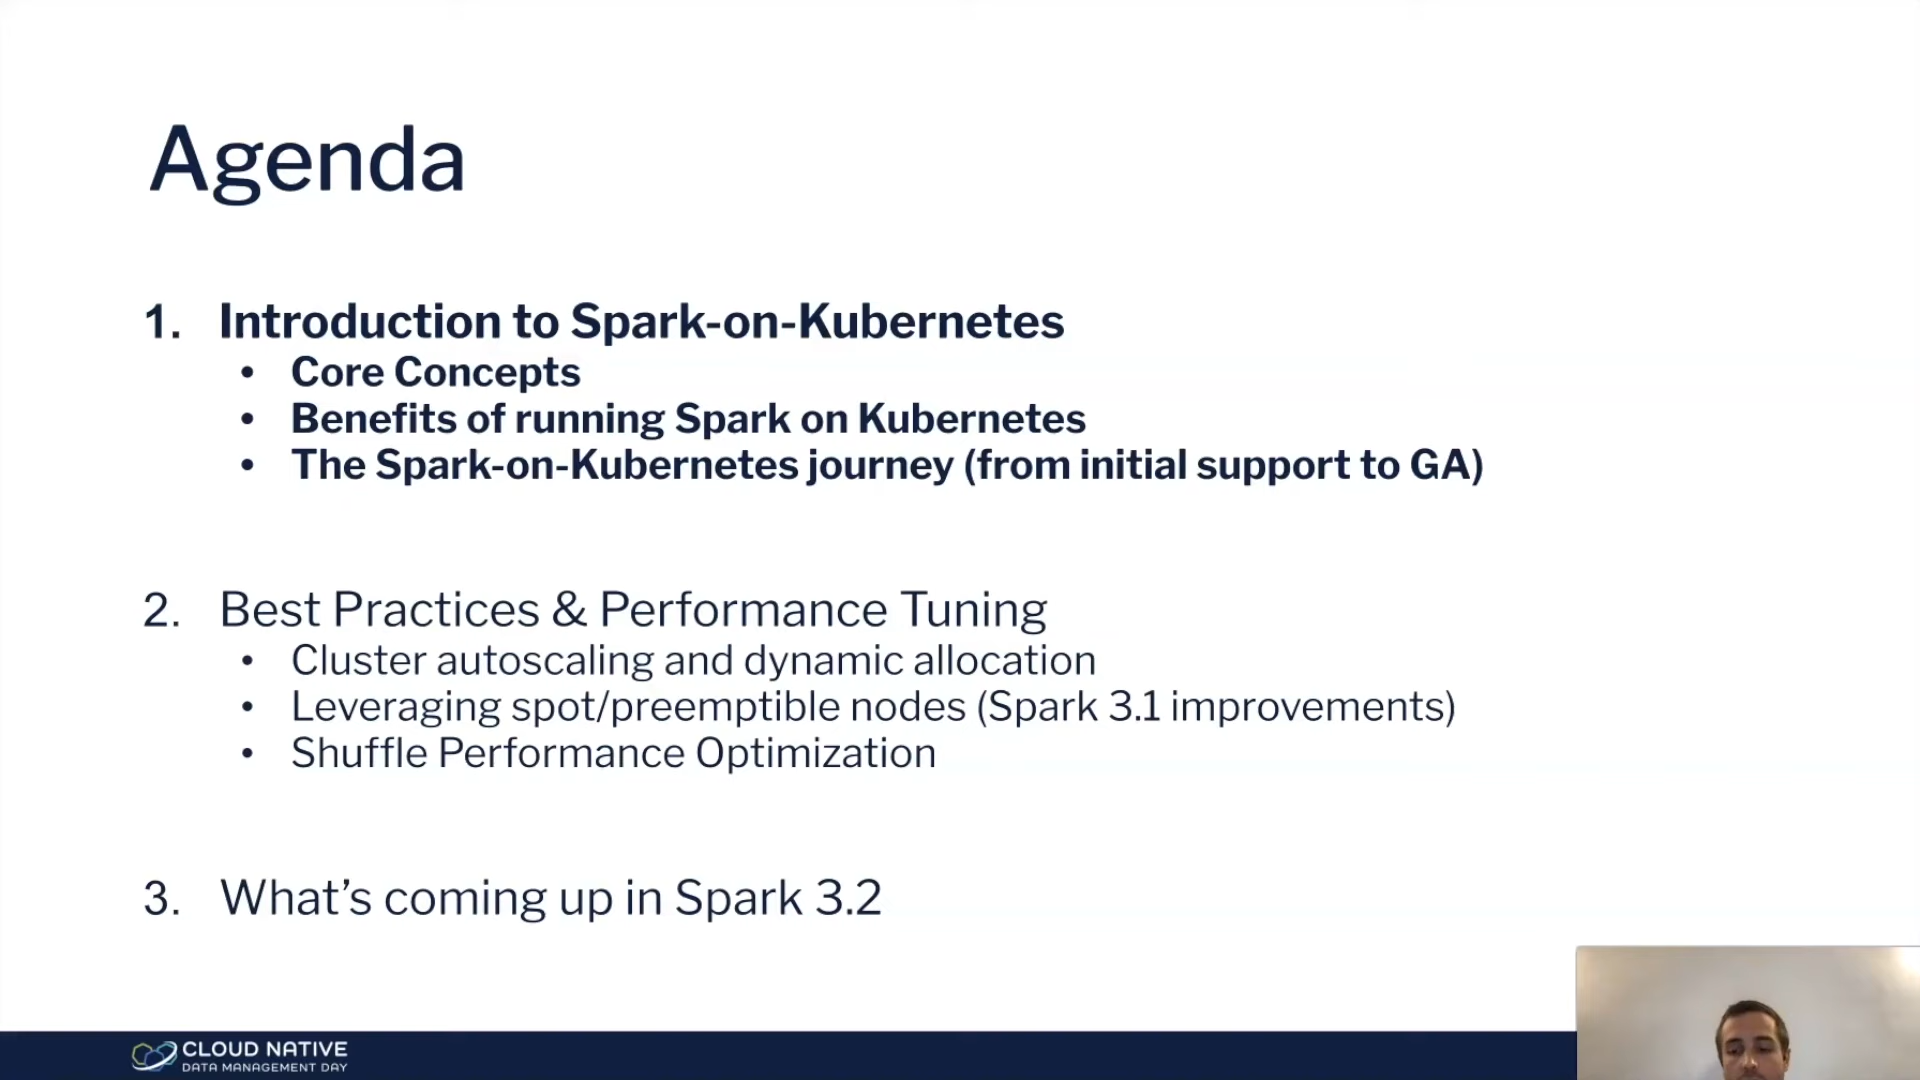 Agenda
1. Introduction to Spark-on-Kubernetes
• Core Concepts
• Benefits of running Spark on Kubernetes
• The Spark-on-Kubernetes journey (from initial support to GA)
2. Best Practices & Performance Tuning
• Cluster autoscaling and dynamic allocation
• Leveraging spot/preemptible nodes (Spark 3.1 improvements)
• Shuffle Performance Optimization
3. What’s coming up in Spark 3.2
CLOUD NATIVE
DATA MANAGEMENT DAY